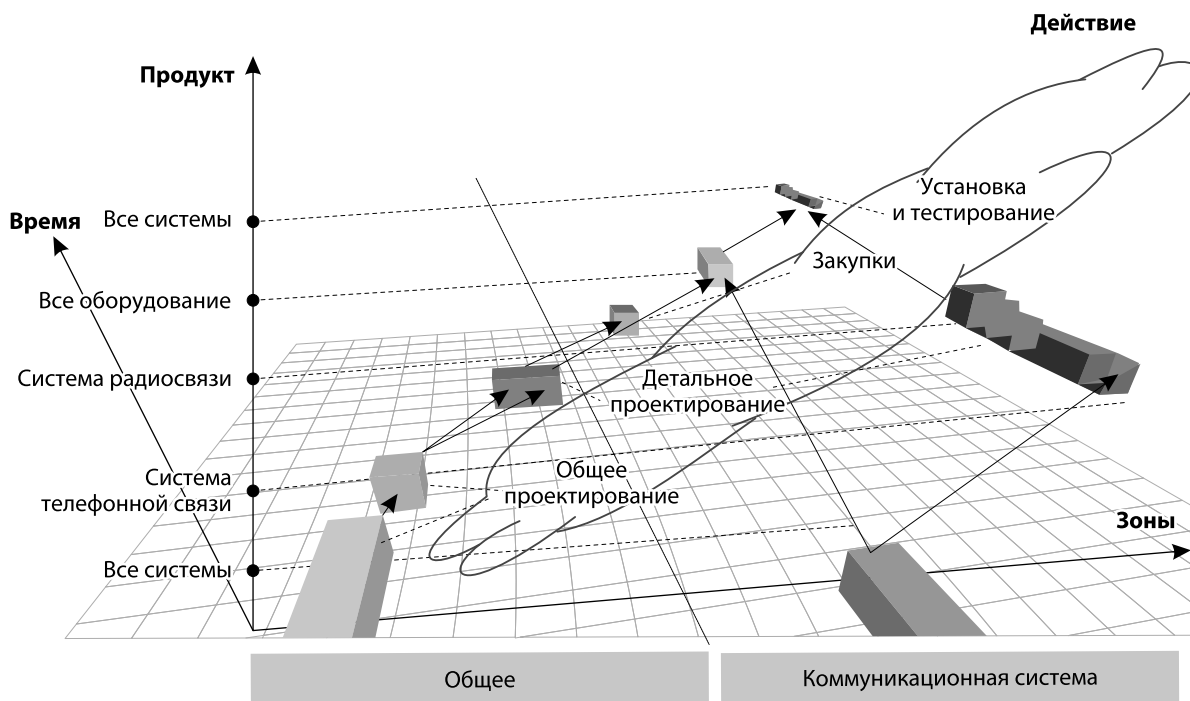 Действие
Продукт
Время
Все системы
Установка
и тестирование
Закупки
Все оборудование
Система радиосвязи
Детальное
проектирование
Система
телефонной связи
Общее
проектирование
Зоны
Все системы
Общее
Коммуникационная система